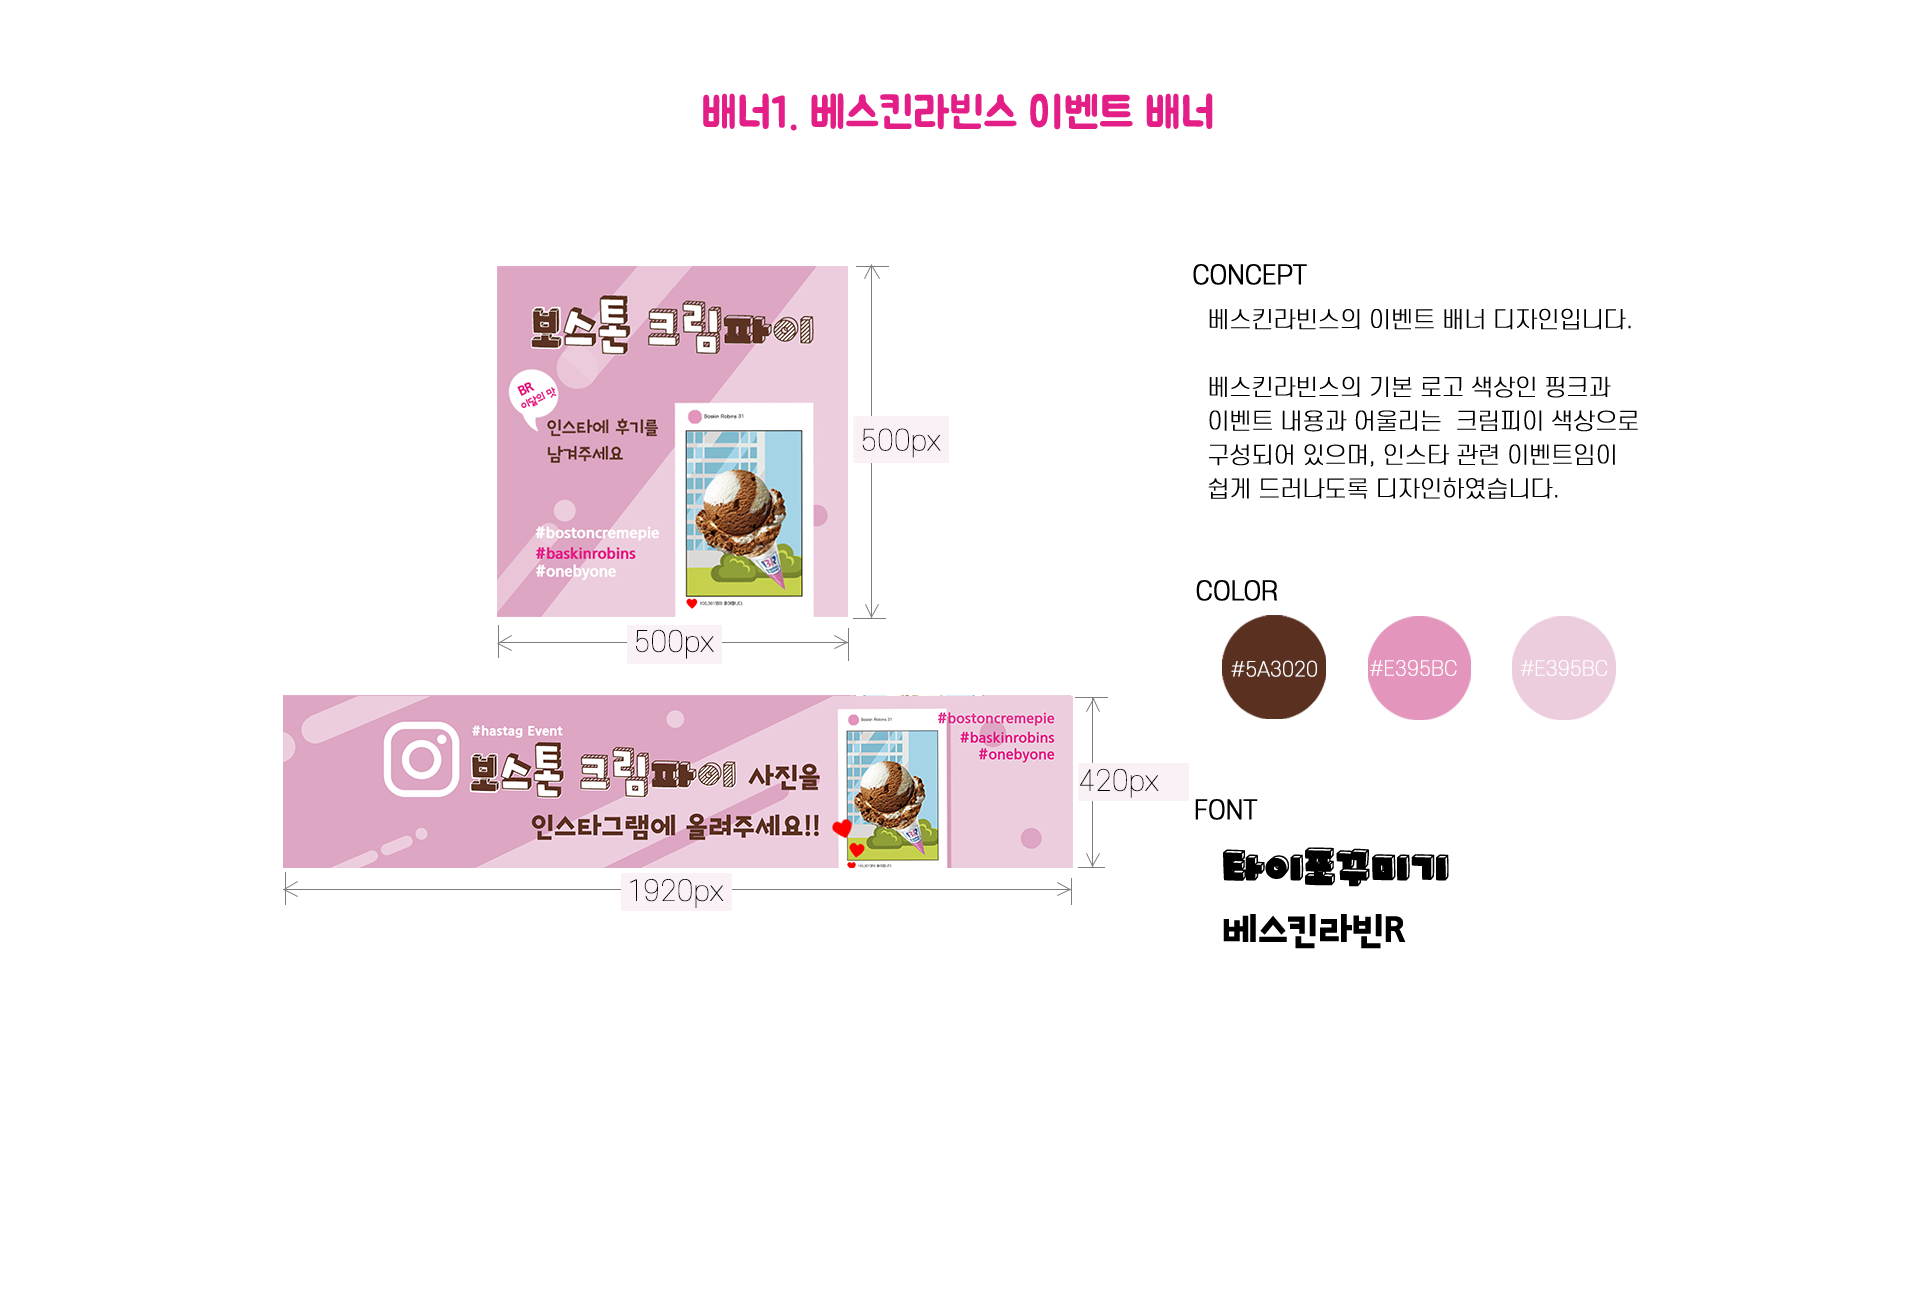 배너1. 베스킨라빈스 이벤트 배너
보스톤 크림파이
BR
이달의 맛
인스타에 후기를
남겨주세요
#bostoncremepie
#baskinrobins
#onebyone
Baskin Robins 31
BR
500px
500px
#hastag Event
보스톤 크림파이 사진을
인스타그램에 올려주세요!!
Baskin Robins 31
BR
#bostoncremepie
#baskinrobins
#onebyone
420px
1920px
CONCEPT
베스킨라빈스의 이벤트 배너 디자인입니다.
베스킨라빈스의 기본 로고 색상인 핑크과
이벤트 내용과 어울리는 크림피이 색상으로
구성되어 있으며, 인스타 관련 이벤트임이
쉽게 드러나도록 디자인하였습니다.
COLOR
#5A3020
#E395BC
#E395BC
FONT
타이포꾸미기
베스킨라빈R